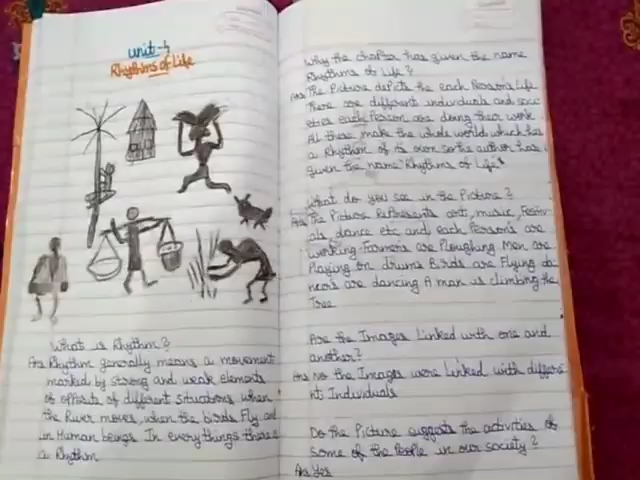 Unit-4
Rhythms of Life
What is Rhythm?
Ans Rhythm generally means a movement
marked by strong and weak elements
of opposite of different situations, when
the River moves, when the birds Fly and
in Human beings In everything there is
a Rhythm
Why the chapter has given the name
Rhythms of Life?
Ans The Picture depits the each Person's Life
There are different individuals and soci
eties each Person are doing their work
All these make the whole world which has
a Rhythm of its own. So the author has
given the name "Rhythms of Life"
What do you see in the Picture?
Ans The Picture Represents art, music, Festiv
als, dance etc and each Persons are
working. Farmers are Ploughing Men are
Playing on drums Birds are Flying da
ncers are dancing A man is climbing the
Tree
Are the Images Linked with one and
another?
Ans No the Images were Linked with differe
nt Individuals
Do the Picture suggests the activities of
some of the People in our society?
Ans Yes